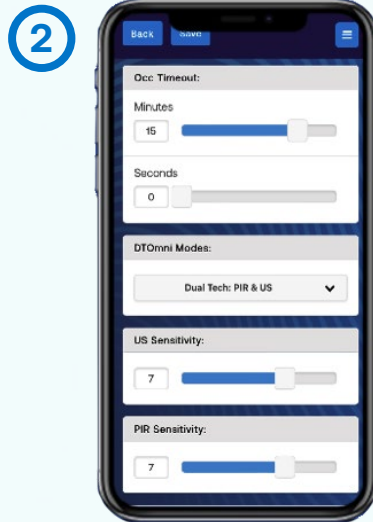 2
Back Save
Occ Timeout:
Minutes
15
Seconds
0
DTOmni Modes:
Dual Tech: PIR & US
US Sensitivity:
7
PIR Sensitivity:
7